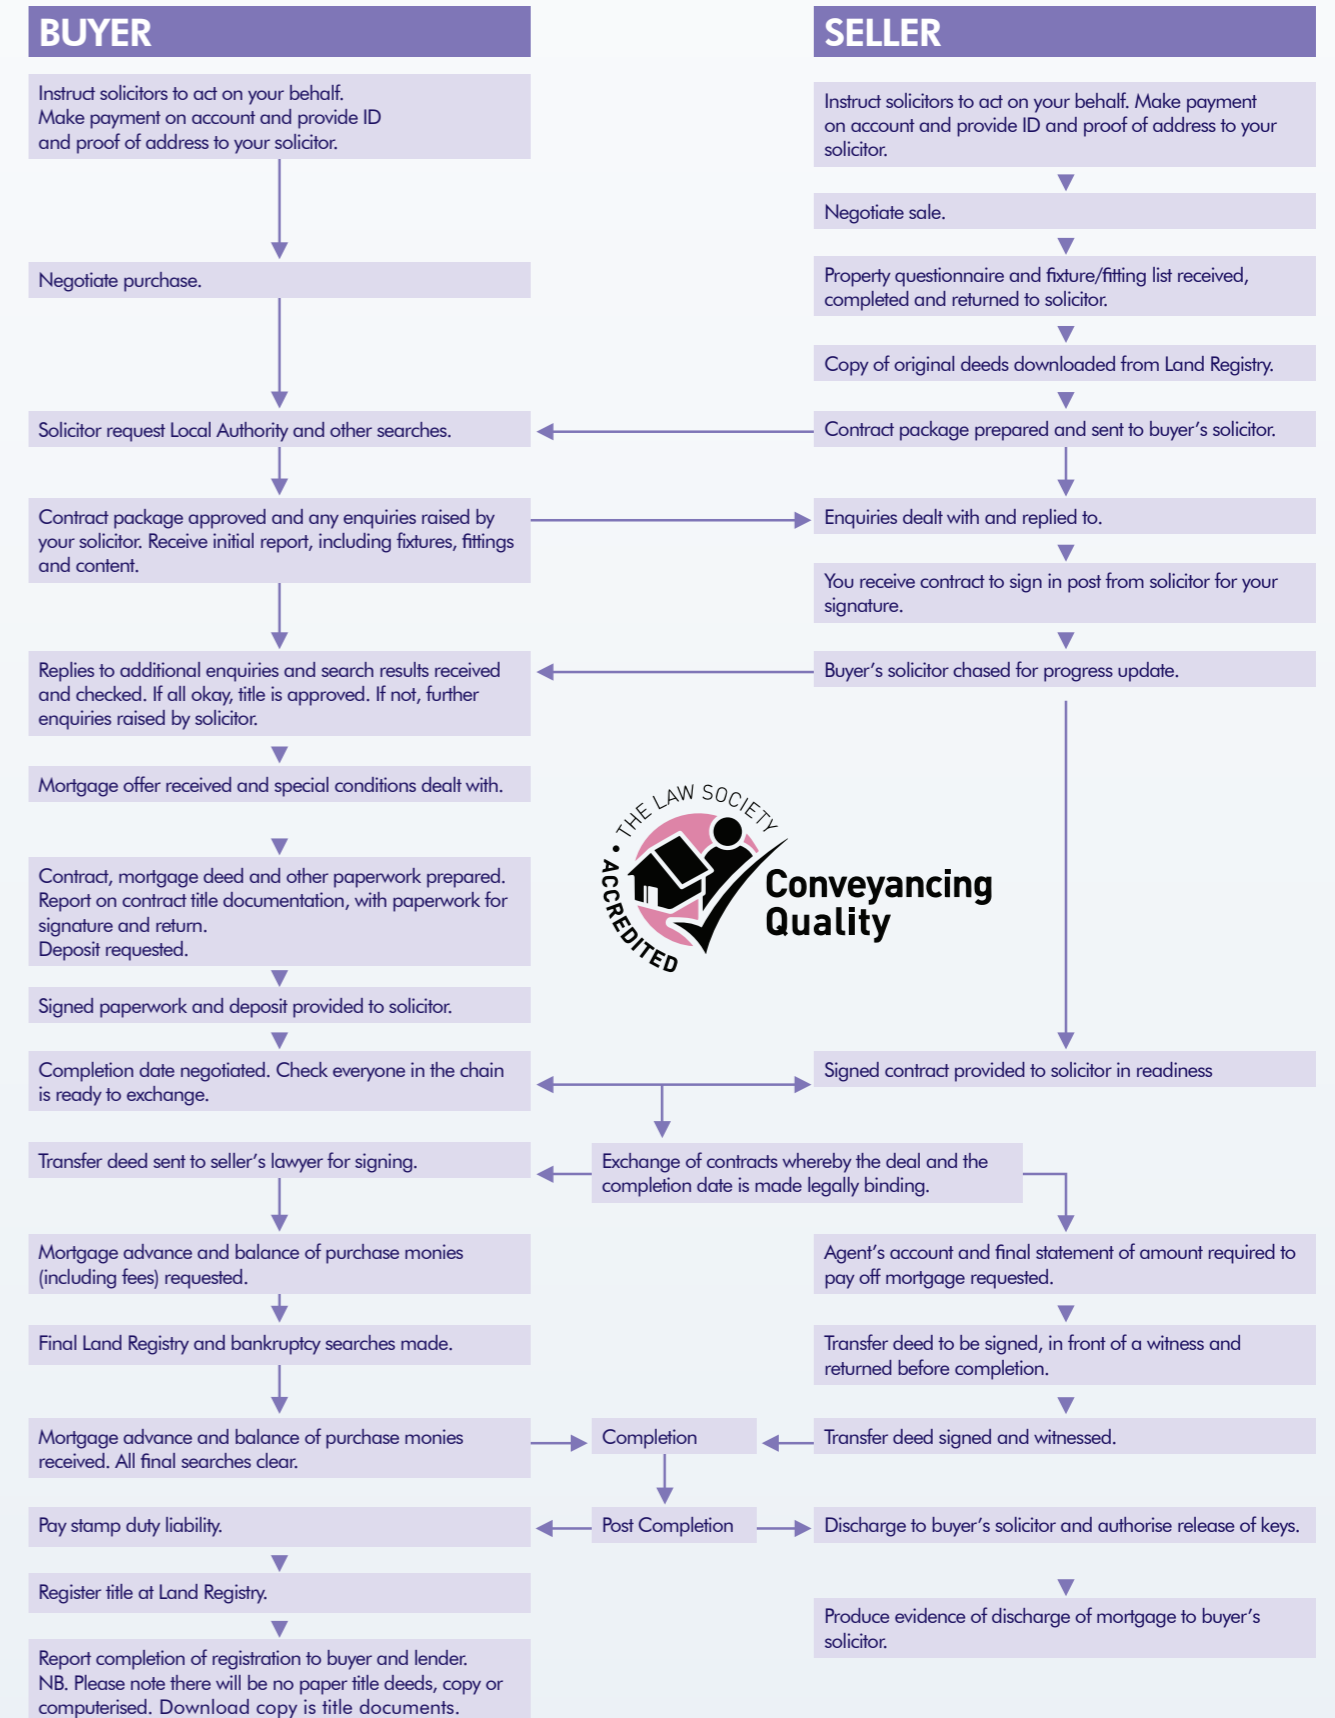 BUYER
Instruct solicitors to act on your behalf.
Make payment on account and provide ID
and proof of address to your solicitor.
Negotiate purchase.
Solicitor request Local Authority and other searches.
Contract package approved and any enquiries raised by
your solicitor. Receive initial report, including fixtures, fittings
and content.
Replies to additional enquiries and search results received
and checked. If all okay, title is approved. If not, further
enquiries raised by solicitor.
Mortgage offer received and special conditions dealt with.
Contract, mortgage deed and other paperwork prepared.
Report on contract title documentation, with paperwork for
signature and return.
Deposit requested.
Signed paperwork and deposit provided to solicitor.
Completion date negotiated. Check everyone in the chain
is ready to exchange.
Transfer deed sent to seller's lawyer for signing.
Mortgage advance and balance of purchase monies
(including fees) requested.
Final Land Registry and bankruptcy searches made.
Mortgage advance and balance of purchase monies
received. All final searches clear.
Pay stamp duty liability.
Register title at Land Registry.
Report completion of registration to buyer and lender.
NB. Please note there will be no paper title deeds, copy or
computerised. Download copy is title documents.
THE LAW SOCIETY
• ACCREDITED
Conveyancing
Quality
Exchange of contracts whereby the deal and the
completion date is made legally binding.
Completion
Post Completion
SELLER
Instruct solicitors to act on your behalf. Make payment
on account and provide ID and proof of address to your
solicitor.
Negotiate sale.
Property questionnaire and fixture/fitting list received,
completed and returned to solicitor.
Copy of original deeds downloaded from Land Registry.
Contract package prepared and sent to buyer's solicitor.
Enquiries dealt with and replied to.
You receive contract to sign in post from solicitor for your
signature.
Buyer's solicitor chased for progress update.
Signed contract provided to solicitor in readiness
Agent's account and final statement of amount required to
pay off mortgage requested.
Transfer deed to be signed, in front of a witness and
returned before completion.
Transfer deed signed and witnessed.
Discharge to buyer's solicitor and authorise release of keys.
Produce evidence of discharge of mortgage to buyer's
solicitor.